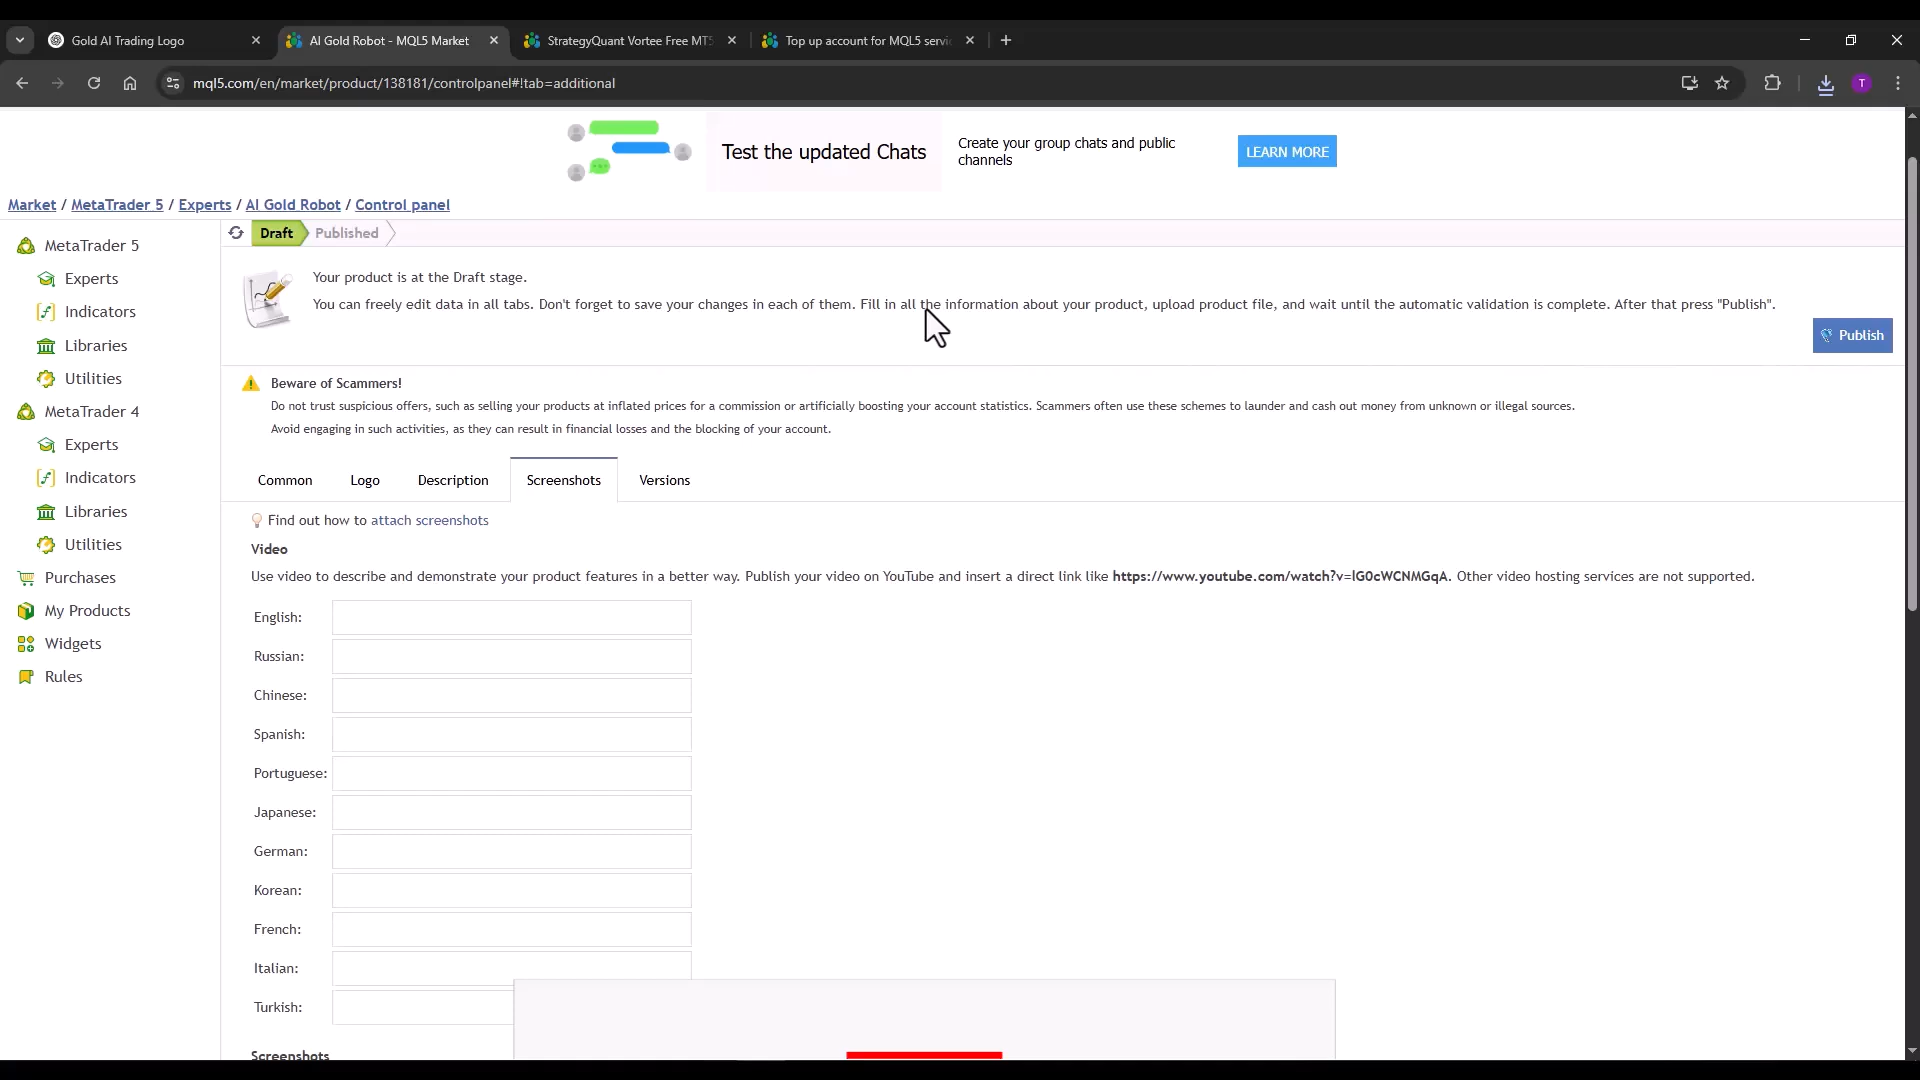 Gold AI Trading Logo
AI Gold Robot - MQL5 Market
StrategyQuant Vortee Free MT5
Top up account for MQL5 servi
mql5.com/en/market/product/138181/controlpanel#!tab=additional
T
Test the updated Chats
Create your group chats and public
channels
LEARN MORE
Market / MetaTrader 5 / Experts / AI Gold Robot / Control panel
Draft
Published
MetaTrader 5
Experts
Indicators
Libraries
Utilities
MetaTrader 4
Experts
Indicators
Libraries
Utilities
Purchases
My Products
Widgets
Rules
Your product is at the Draft stage.
You can freely edit data in all tabs. Don't forget to save your changes in each of them. Fill in all the information about your product, upload product file, and wait until the automatic validation is complete. After that press "Publish".
Publish
Beware of Scammers!
Do not trust suspicious offers, such as selling your products at inflated prices for a commission or artificially boosting your account statistics. Scammers often use these schemes to launder and cash out money from unknown or illegal sources.
Avoid engaging in such activities, as they can result in financial losses and the blocking of your account.
Common
Logo
Description
Screenshots
Versions
Find out how to attach screenshots
Video
Use video to describe and demonstrate your product features in a better way. Publish your video on YouTube and insert a direct link like https://www.youtube.com/watch?v=lG0cWCNMGqA. Other video hosting services are not supported.
English:
Russian:
Chinese:
Spanish:
Portuguese:
Japanese:
German:
Korean:
French:
Italian:
Turkish:
Screenshots